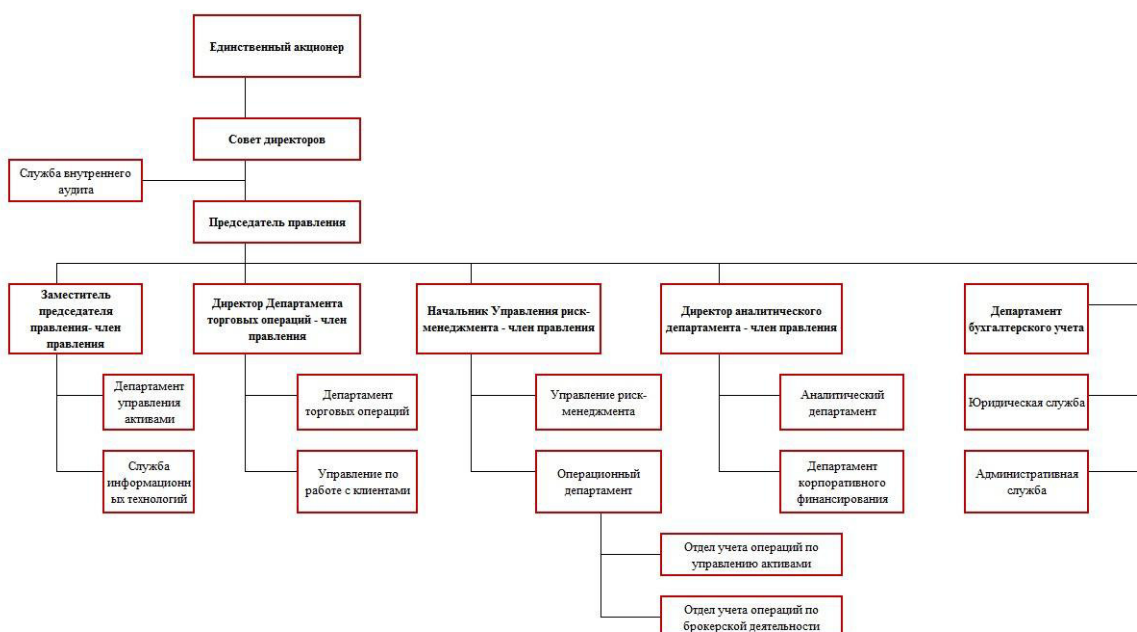 Единственный акционер
Совет директоров
Служба внутреннего
аудита
Председатель правления
Заместитель
председателя
правления- член
правления
Директор Департамента
торговых операций - член
правления
Начальник Управления риск-
менеджмента - член правления
Директор аналитического
департамента - член правления
Департамент
бухгалтерского учета
Департамент
управления
активами
Департамент
торговых операций
Управление риск-
менеджмента
Аналитический
департамент
Юридическая служба
Служба
информационн
ых технологий
Управление по
работе с клиентами
Операционный
департамент
Департамент
корпоративного
финансирования
Административная
служба
Отдел учета операций по
управлению активами
Отдел учета операций по
брокерской деятельности